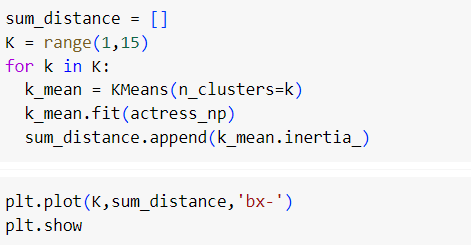 sum_distance = []
K = range(1,15)
for k in K:
  k_mean = KMeans(n_clusters=k)
  k_mean.fit(actress_np)
  sum_distance.append(k_mean.inertia_)
plt.plot(K,sum_distance,'bx-')
plt.show